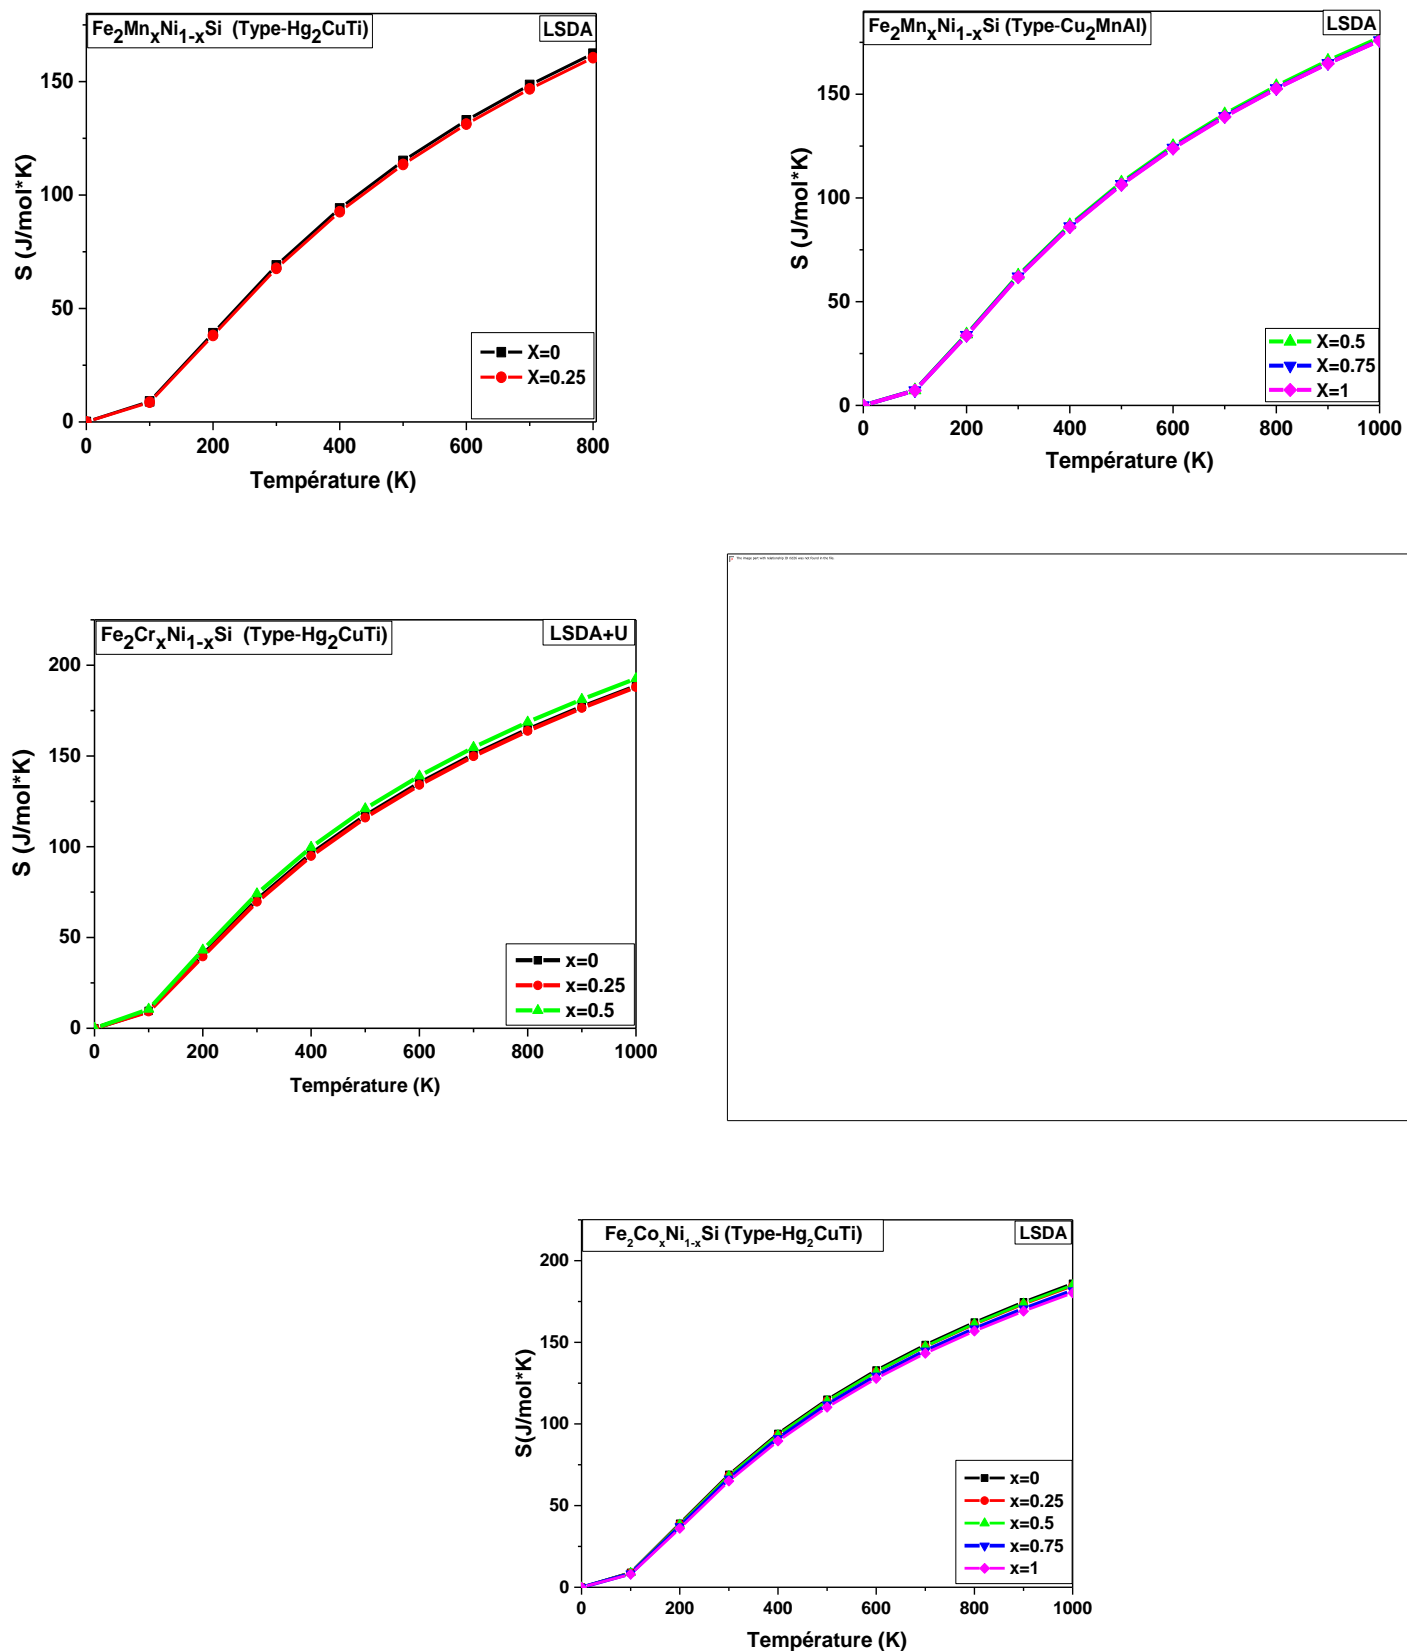 Fe2MnxNi1-xSi (Type-Hg2CuTi)
LSDA
S (J/mol*K)
150
100
50
0
X=0
X=0.25
0 200 400 600 800
Température (K)
Fe2MnxNi1-xSi (Type-Cu2MnAl)
LSDA
S (J/mol*K)
150
100
50
0
X=0.5
X=0.75
X=1
0 200 400 600 800 1000
Température (K)
Fe2CrxNi1-xSi (Type-Hg2CuTi)
LSDA+U
S (J/mol*K)
200
150
100
50
0
x=0
x=0.25
x=0.5
0 200 400 600 800 1000
Température (K)
Fe2CoxNi1-xSi (Type-Hg2CuTi)
LSDA
S(J/mol*K)
200
150
100
50
0
x=0
x=0.25
x=0.5
x=0.75
x=1
0 200 400 600 800 1000
Température (K)